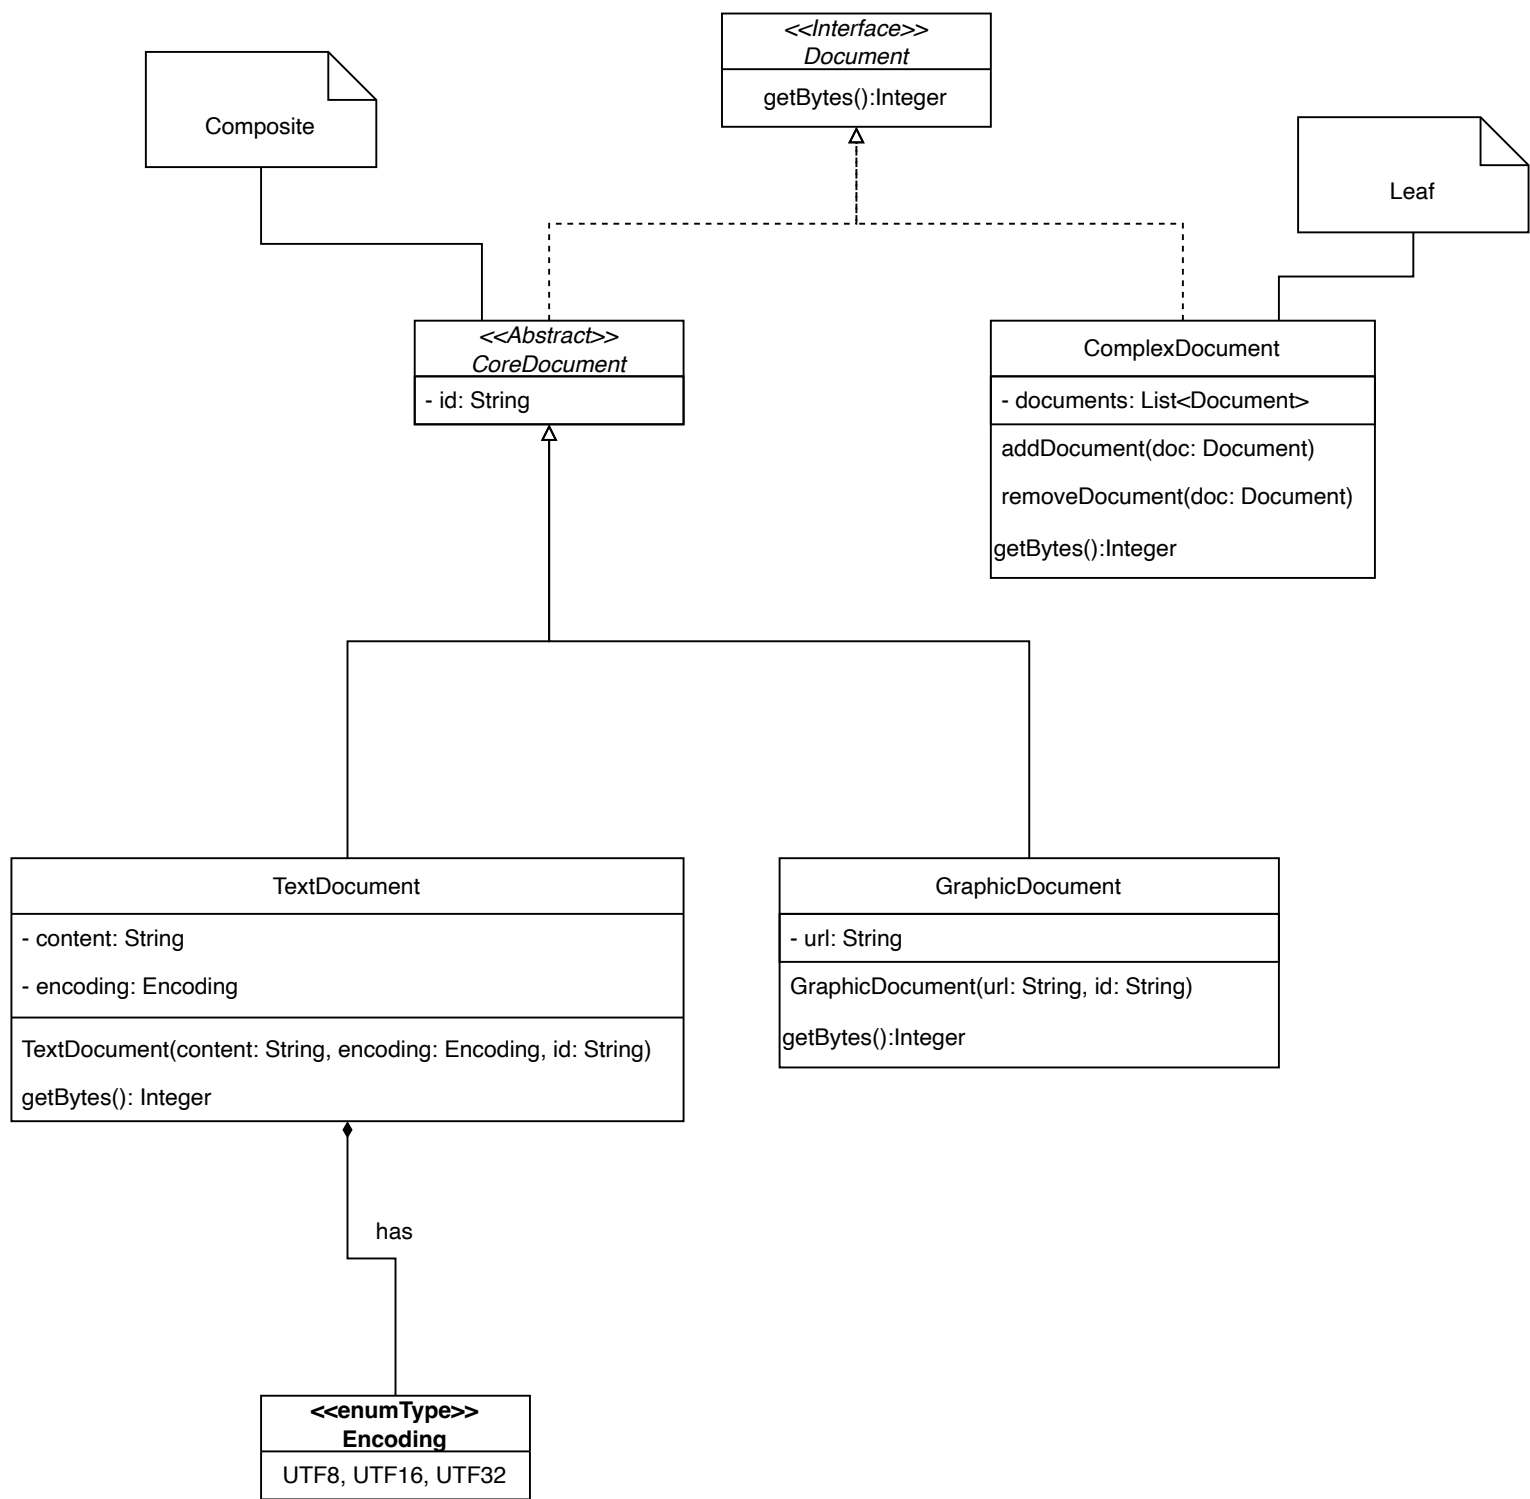 <<Interface>>
Document
getBytes():Integer
Composite
Leaf
<<Abstract>>
CoreDocument
- id: String
ComplexDocument
- documents: List<Document>
addDocument(doc: Document)
removeDocument(doc: Document)
getBytes():Integer
TextDocument
- content: String
- encoding: Encoding
TextDocument(content: String, encoding: Encoding, id: String)
getBytes(): Integer
GraphicDocument
- url: String
GraphicDocument(url: String, id: String)
getBytes():Integer
has
<<enumType>>
Encoding
UTF8, UTF16, UTF32